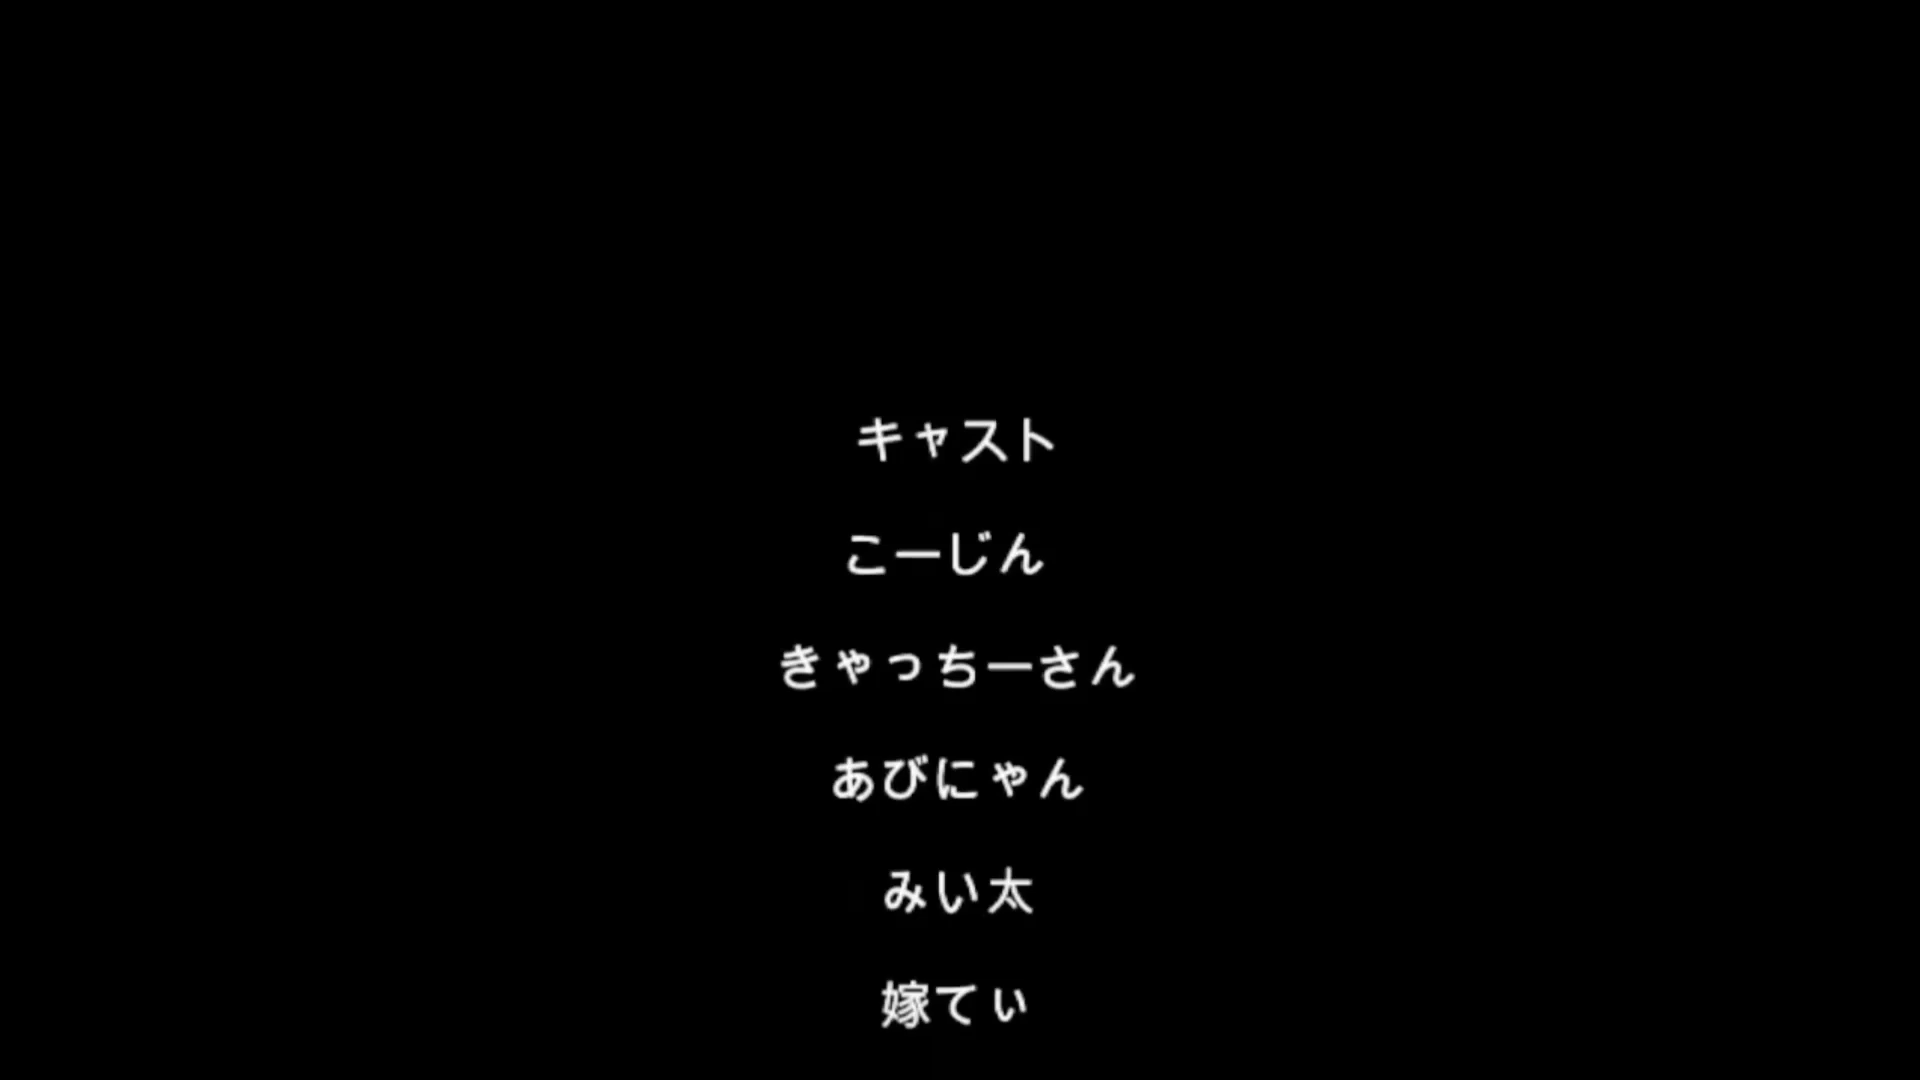 キャスト
こーじん
きゃっちーさん
あびにゃん
みい太
嫁てぃ